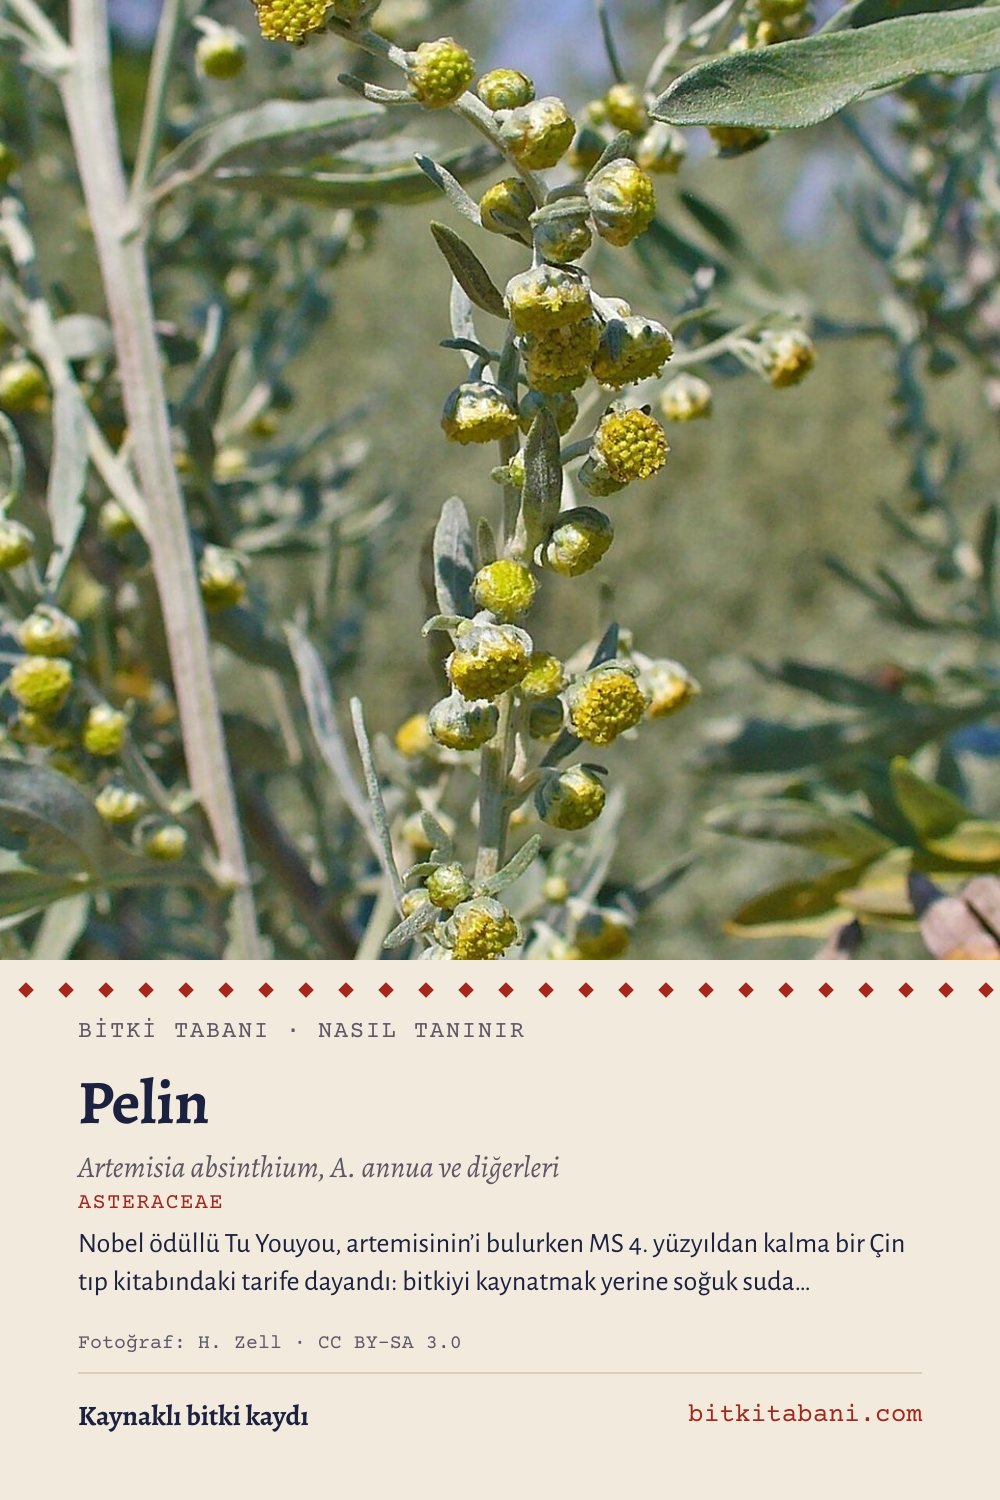 BİTKİ TABANI · NASIL TANINIR
Pelin
Artemisia absinthium, A. annua ve diğerleri
ASTERACEAE
Nobel ödüllü Tu Youyou, artemisinin’i bulurken MS 4. yüzyıldan kalma bir Çin
tıp kitabındaki tarife dayandı: bitkiyi kaynatmak yerine soğuk suda…
Fotoğraf: H. Zell · CC BY-SA 3.0
Kaynaklı bitki kaydı
bitkitabani.com